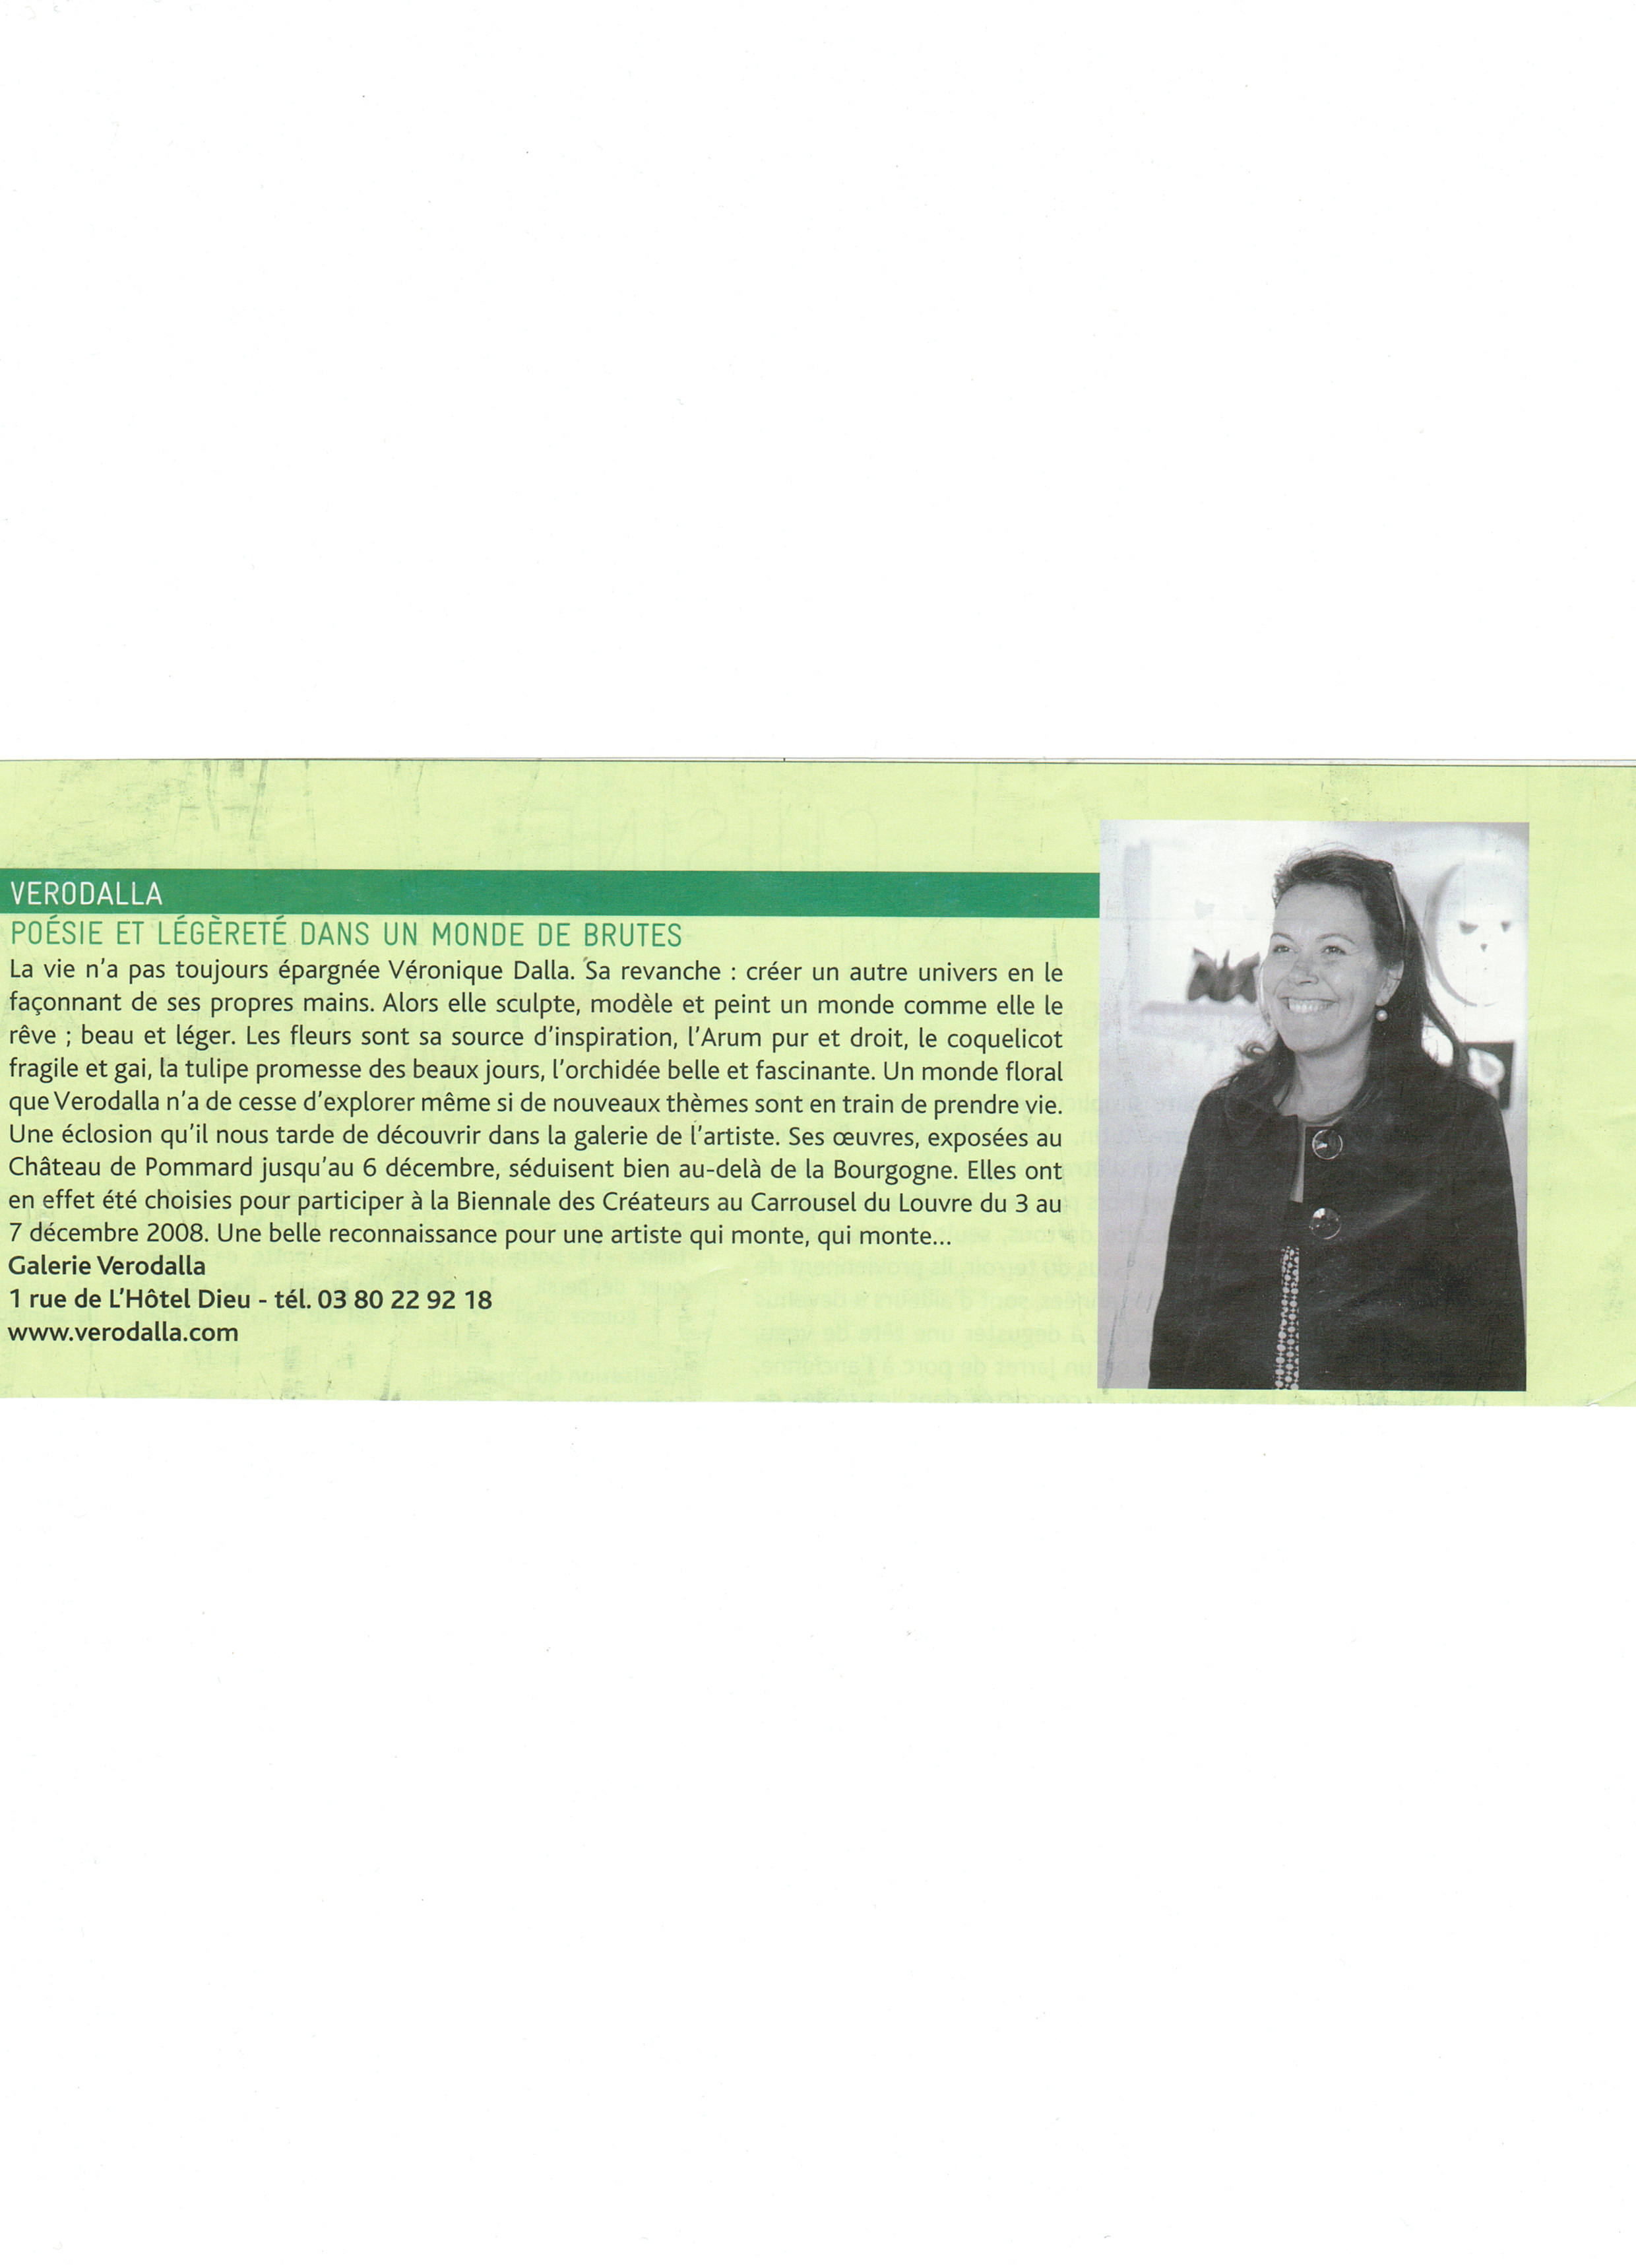 VERODALLA
POÉSIE ET LÉGÈRETÉ DANS UN MONDE DE BRUTES
La vie n'a pas toujours épargnée Véronique Dalla. Sa revanche : créer un autre univers en le
façonnant de ses propres mains. Alors elle sculpte, modèle et peint un monde comme elle le
rêve ; beau et léger. Les fleurs sont sa source d'inspiration, l'Arum pur et droit, le coquelicot
fragile et gai, la tulipe promesse des beaux jours, l'orchidée belle et fascinante. Un monde floral
que Verodalla n'a de cesse d'explorer même si de nouveaux thèmes sont en train de prendre vie.
Une éclosion qu'il nous tarde de découvrir dans la galerie de l'artiste. Ses œuvres, exposées au
Château de Pommard jusqu'au 6 décembre, séduisent bien au-delà de la Bourgogne. Elles ont
en effet été choisies pour participer à la Biennale des Créateurs au Carrousel du Louvre du 3 au
7 décembre 2008. Une belle reconnaissance pour une artiste qui monte, qui monte...
Galerie Verodalla
1 rue de L'Hôtel Dieu - tél. 03 80 22 92 18
www.verodalla.com